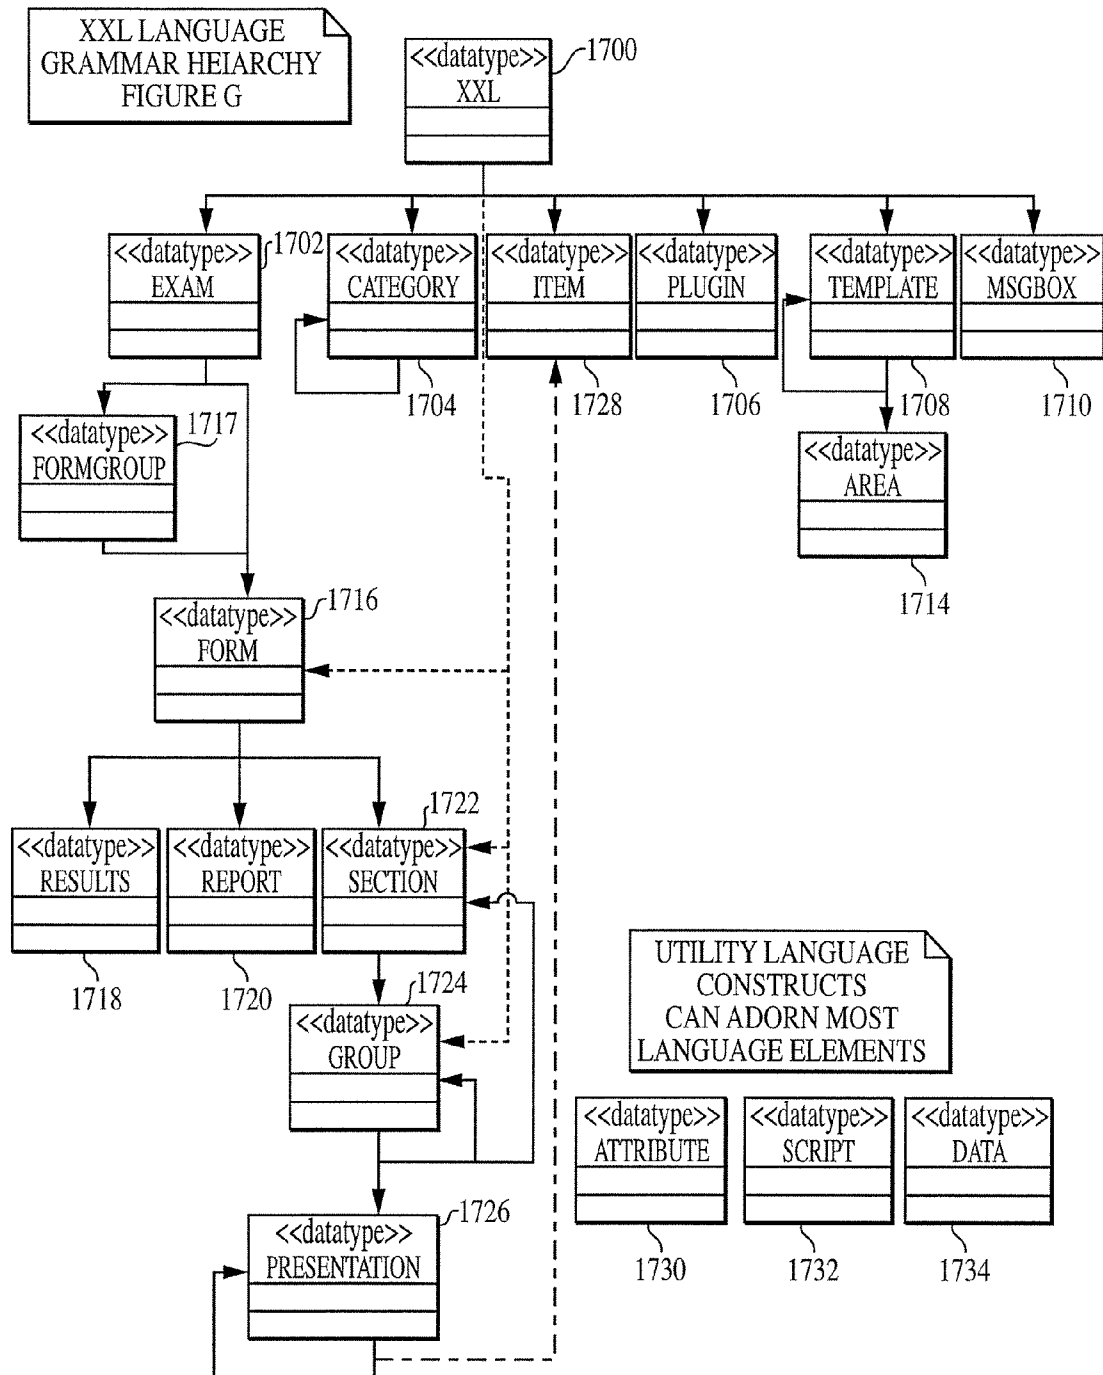 XXL LANGUAGE
GRAMMAR HEIARCHY
FIGURE G
<<datatype>>
XXL
1700
<<datatype>>
EXAM
1702
<<datatype>>
CATEGORY
1704
<<datatype>>
ITEM
1728
<<datatype>>
PLUGIN
1706
<<datatype>>
TEMPLATE
1708
<<datatype>>
MSGBOX
1710
<<datatype>>
FORMGROUP
1717
<<datatype>>
AREA
1714
<<datatype>>
FORM
1716
<<datatype>>
RESULTS
1718
<<datatype>>
REPORT
1720
<<datatype>>
SECTION
1722
<<datatype>>
GROUP
1724
<<datatype>>
PRESENTATION
1726
UTILITY LANGUAGE
CONSTRUCTS
CAN ADORN MOST
LANGUAGE ELEMENTS
<<datatype>>
ATTRIBUTE
1730
<<datatype>>
SCRIPT
1732
<<datatype>>
DATA
1734